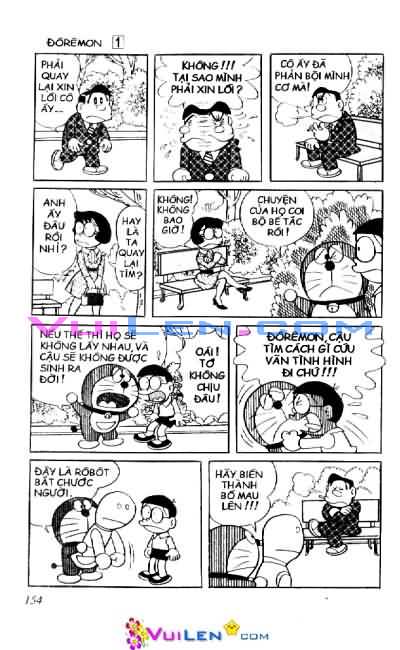 ĐÔRÊMON 1
PHẢI
QUAY
LẠI XIN
LỖI CÔ
ẤY...
KHÔNG!!!
TẠI SAO MÌNH
PHẢI XIN LỖI?
CÔ ẤY ĐÃ
PHẢN BỘI MÌNH
CƠ MÀ!
ANH
ẤY
ĐÂU RỒI
NHỈ?
HAY
LÀ TA
QUAY LẠI
TÌM?
KHÔNG!
KHÔNG
BAO
GIỜ!
CHUYỆN
CỦA HỌ COI
BỘ BẾ TẮC
RỒI!
VuiLen.com
NẾU THẾ THÌ HỌ SẼ
KHÔNG LẤY NHAU, VÀ
CẬU SẼ KHÔNG ĐƯỢC
SINH RA
ĐỜI!
OÁI!
TỚ
KHÔNG
CHỊU
ĐÂU!
ĐÔRÊMON, CẬU
TÌM CÁCH GÌ CỨU
VÃN TÌNH HÌNH
ĐI CHỨ!!!
ĐÂY LÀ RÔBÔT
BẮT CHƯỚC
NGƯỜI.
HÃY BIẾN
THÀNH
BỐ MAU
LÊN!!!
154
VuiLen.com